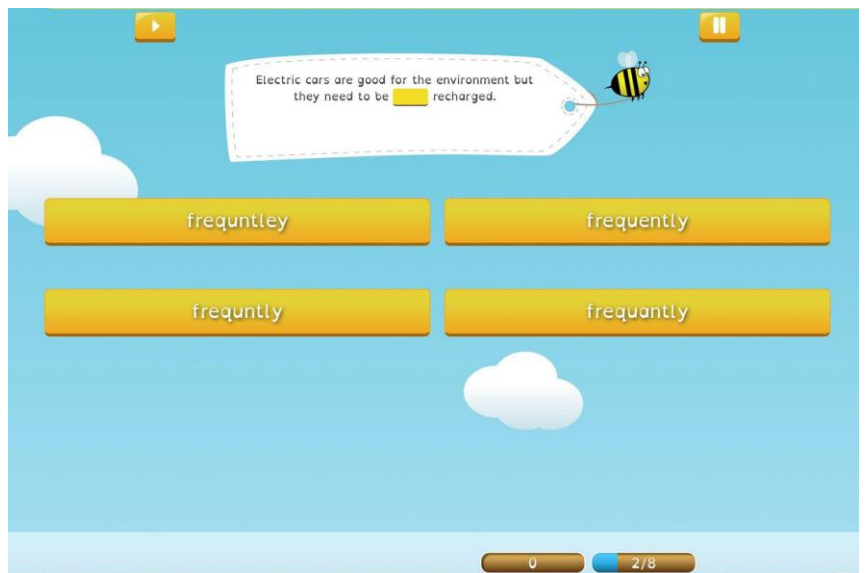 Electric cars are good for the environment but
they need to be recharged.
frequntley
frequently
frequntly
frequantly
0
2/8